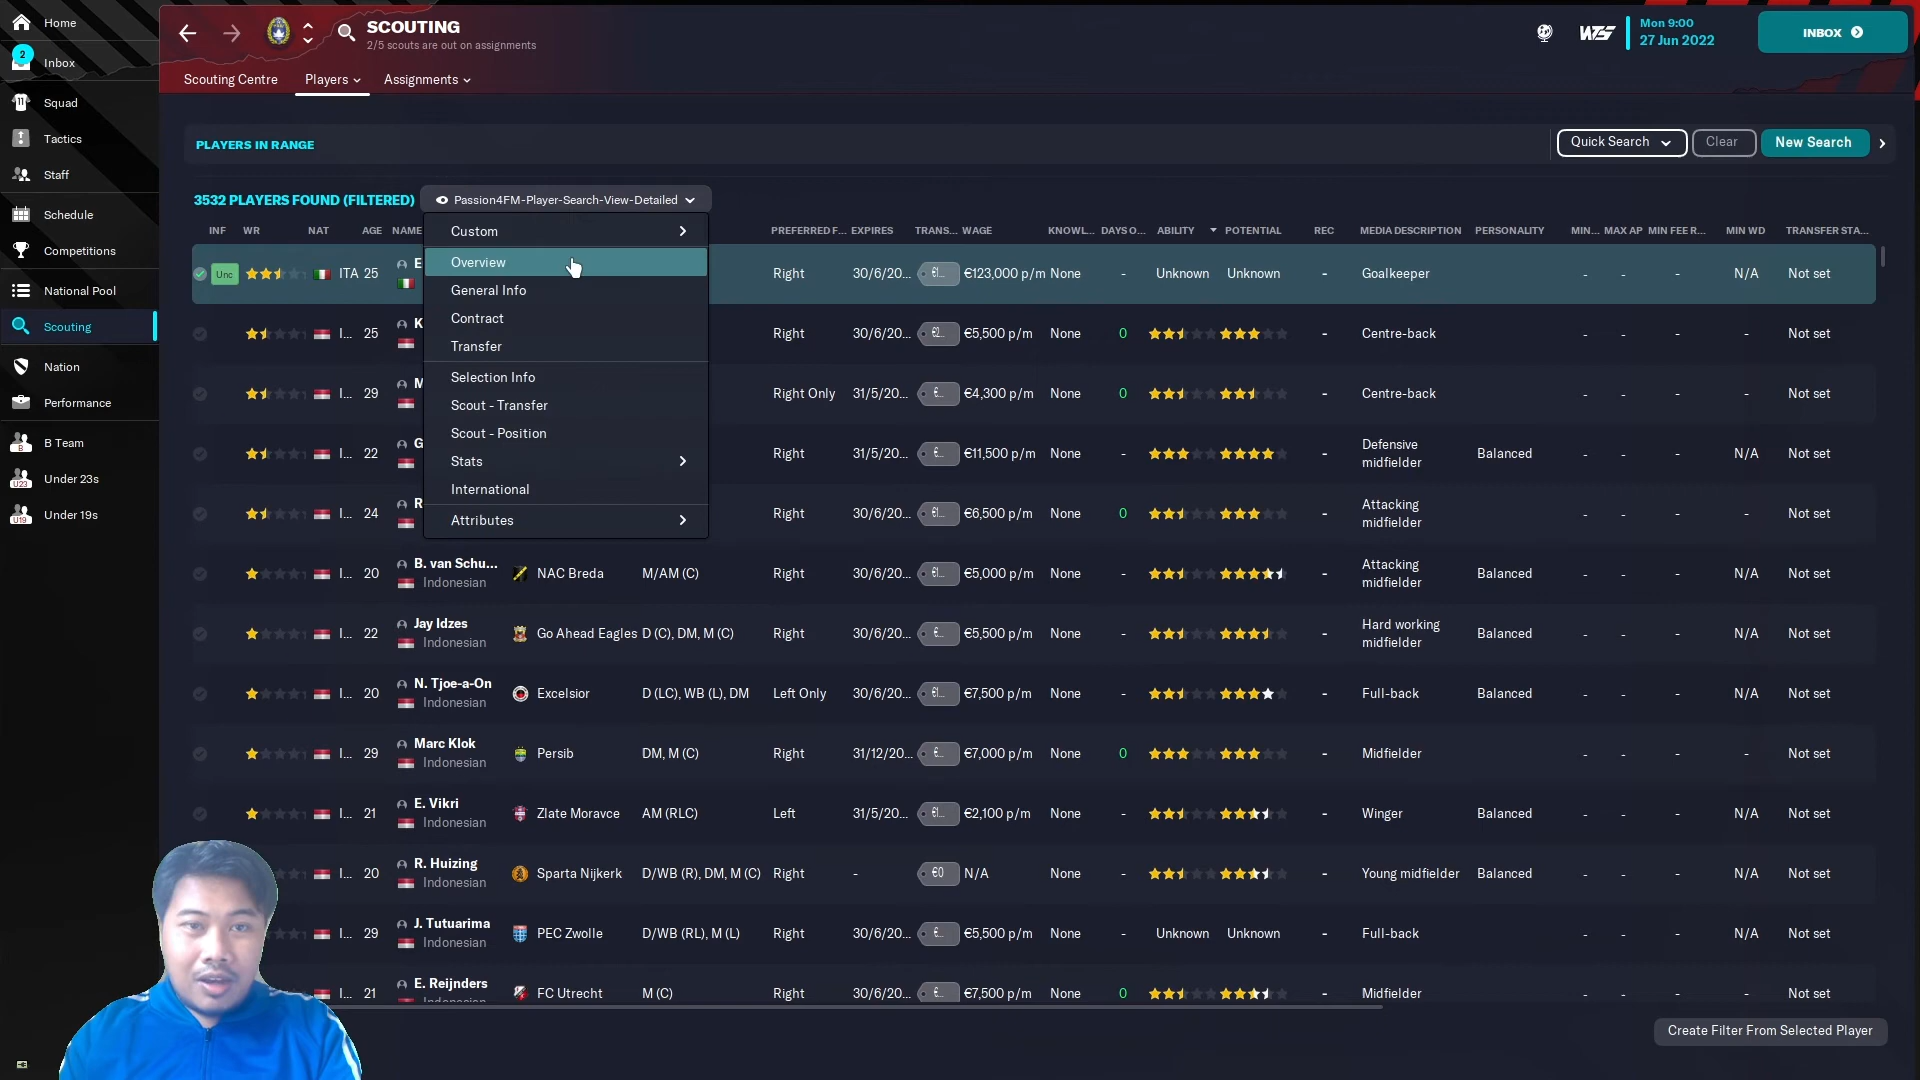 Home
2
Inbox
Squad
Tactics
Staff
Schedule
Competitions
National Pool
Scouting
Nation
Performance
B Team
Under 23s
Under 19s
SCOUTING
2/5 scouts are out on assignments
Mon 9:00
27 Jun 2022
INBOX
Scouting Centre Players Assignments
PLAYERS IN RANGE
Quick Search Clear New Search
3532 PLAYERS FOUND (FILTERED) Passion4FM-Player-Search-View-Detailed
INF WR NAT AGE NAME PREFERRED F... EXPIRES TRANS... WAGE KNOWL... DAYS O... ABILITY POTENTIAL REC MEDIA DESCRIPTION PERSONALITY MIN... MAX AP MIN FEE R... MIN WD TRANSFER STA...
Custom
Overview
General Info
Contract
Transfer
Selection Info
Scout - Transfer
Scout - Position
Stats
International
Attributes
Unc ITA 25 E Right 30/6/20... €1... €123,000 p/m None - Unknown Unknown - Goalkeeper - - - N/A Not set
I... 25 K Right 30/6/20... €2... €5,500 p/m None 0 - Centre-back - - - - Not set
I... 29 M Right Only 31/5/20... €... €4,300 p/m None 0 - Centre-back - - - - Not set
I... 22 G Right 31/5/20... €... €11,500 p/m None - - Defensive midfielder Balanced - - - N/A Not set
I... 24 R Right 30/6/20... €1... €6,500 p/m None 0 - Attacking midfielder - - - - Not set
I... 20 B. van Schu... Indonesian NAC Breda M/AM (C) Right 30/6/20... €1... €5,000 p/m None - - Attacking midfielder Balanced - - - N/A Not set
I... 22 Jay Idzes Indonesian Go Ahead Eagles D (C), DM, M (C) Right 30/6/20... €... €5,500 p/m None - - Hard working midfielder Balanced - - - N/A Not set
I... 20 N. Tjoe-a-On Indonesian Excelsior D (LC), WB (L), DM Left Only 30/6/20... €1... €7,500 p/m None - - Full-back Balanced - - - N/A Not set
I... 29 Marc Klok Indonesian Persib DM, M (C) Right 31/12/20... €... €7,000 p/m None 0 - Midfielder - - - - Not set
I... 21 E. Vikri Indonesian Zlate Moravce AM (RLC) Left 31/5/20... €1... €2,100 p/m None - - Winger Balanced - - - N/A Not set
I... 20 R. Huizing Indonesian Sparta Nijkerk D/WB (R), DM, M (C) Right - €0 N/A None - - Young midfielder Balanced - - - N/A Not set
I... 29 J. Tutuarima Indonesian PEC Zwolle D/WB (RL), M (L) Right 30/6/20... €... €5,500 p/m None - Unknown Unknown - Full-back - - - N/A Not set
I... 21 E. Reijnders Indonesian FC Utrecht M (C) Right 30/6/20... €... €7,500 p/m None 0 - Midfielder - - - - Not set
Create Filter From Selected Player
B
U23
U19